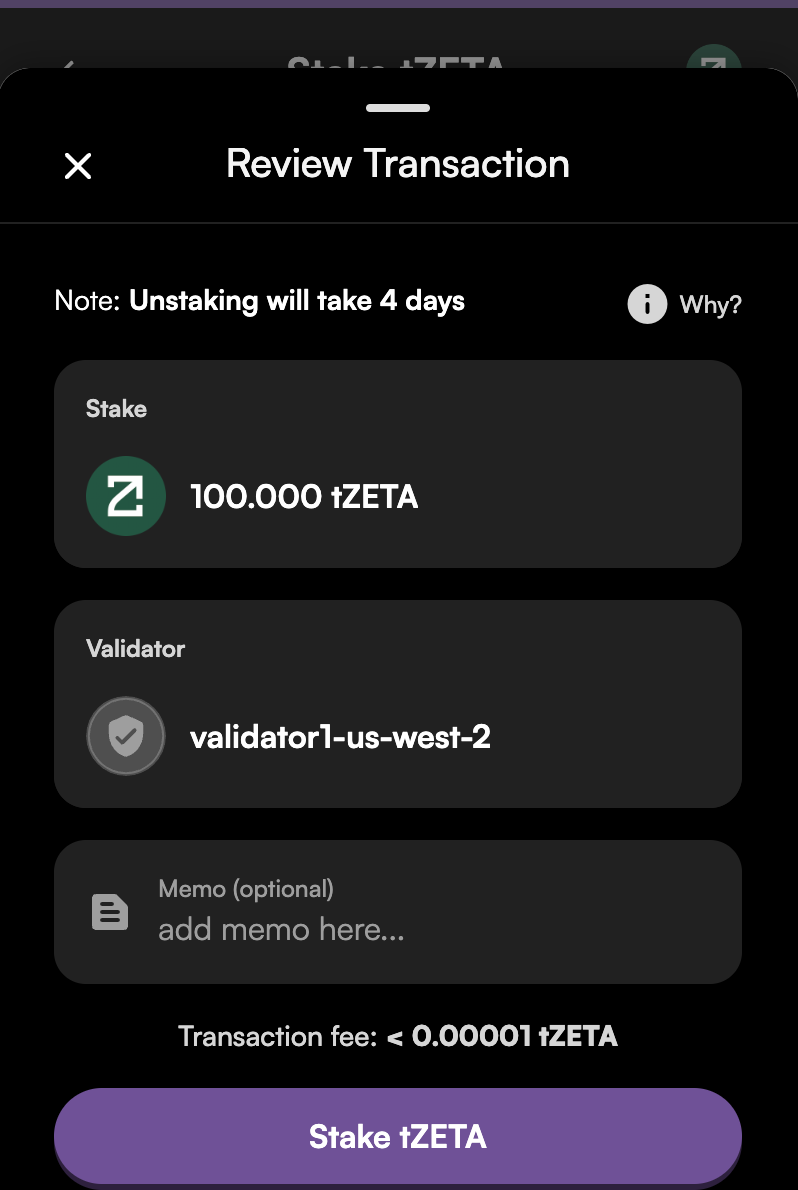 Stake tZETA
Review Transaction
Note: Unstaking will take 4 days
Why?
Stake
100.000 tZETA
Validator
validator1-us-west-2
Memo (optional)
add memo here...
Transaction fee: < 0.00001 tZETA
Stake tZETA